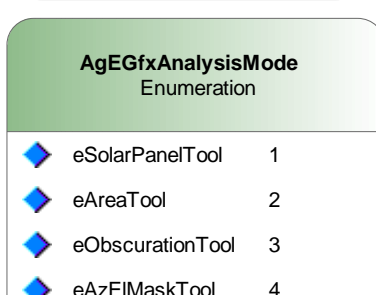 AgEGfxAnalysisMode
Enumeration
eSolarPanelTool 1
eAreaTool 2
eObscurationTool 3
eAzElMaskTool 4